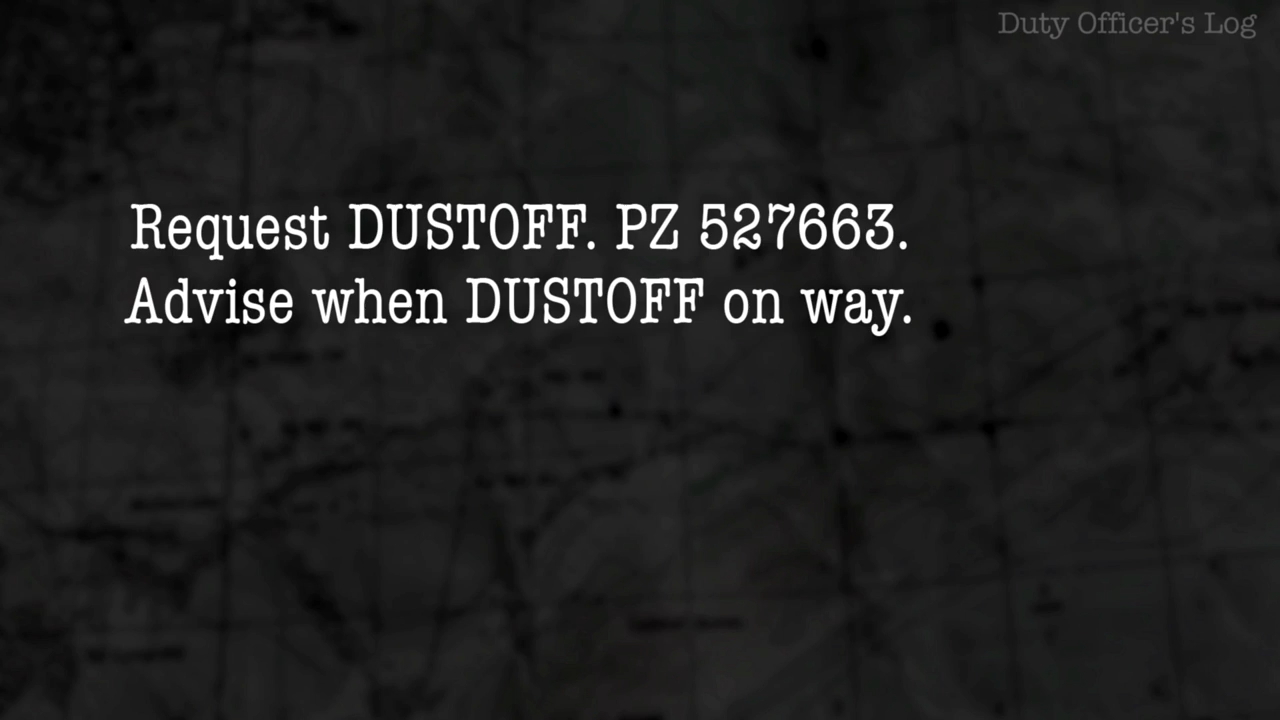 Duty Officer's Log
Request DUSTOFF. PZ 527663.
Advise when DUSTOFF on way.